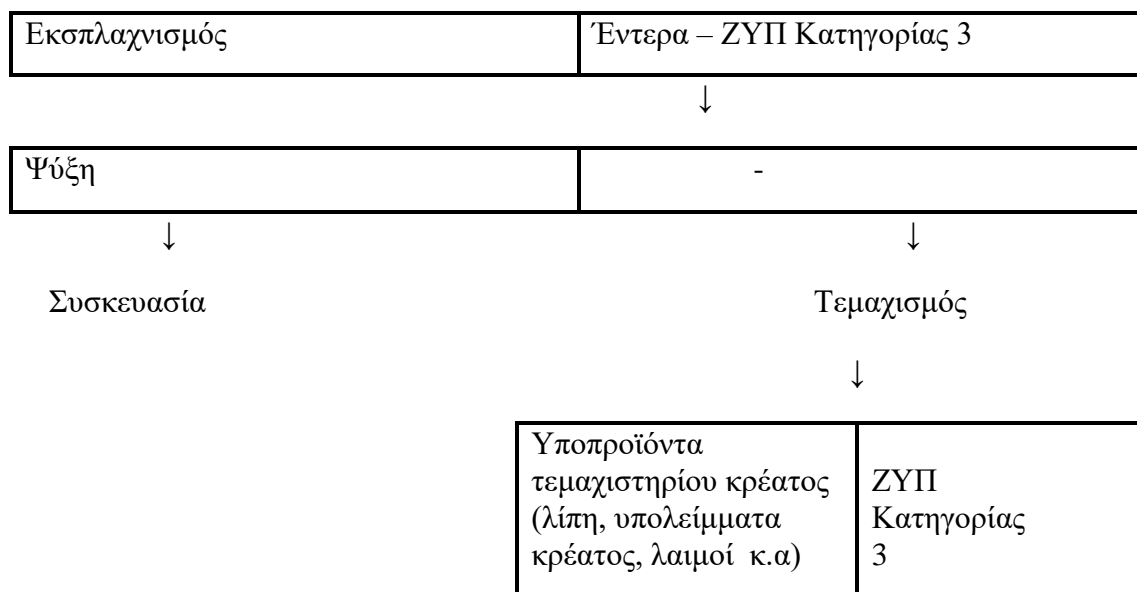 Εκσπλαχνισμός Έντερα – ΖΥΠ Κατηγορίας 3
↓
Ψύξη -
↓ ↓
Συσκευασία Τεμαχισμός
↓
Υποπροϊόντα
τεμαχιστηρίου κρέατος
(λίπη, υπολείμματα
κρέατος, λαιμοί κ.α)
ΖΥΠ
Κατηγορίας
3